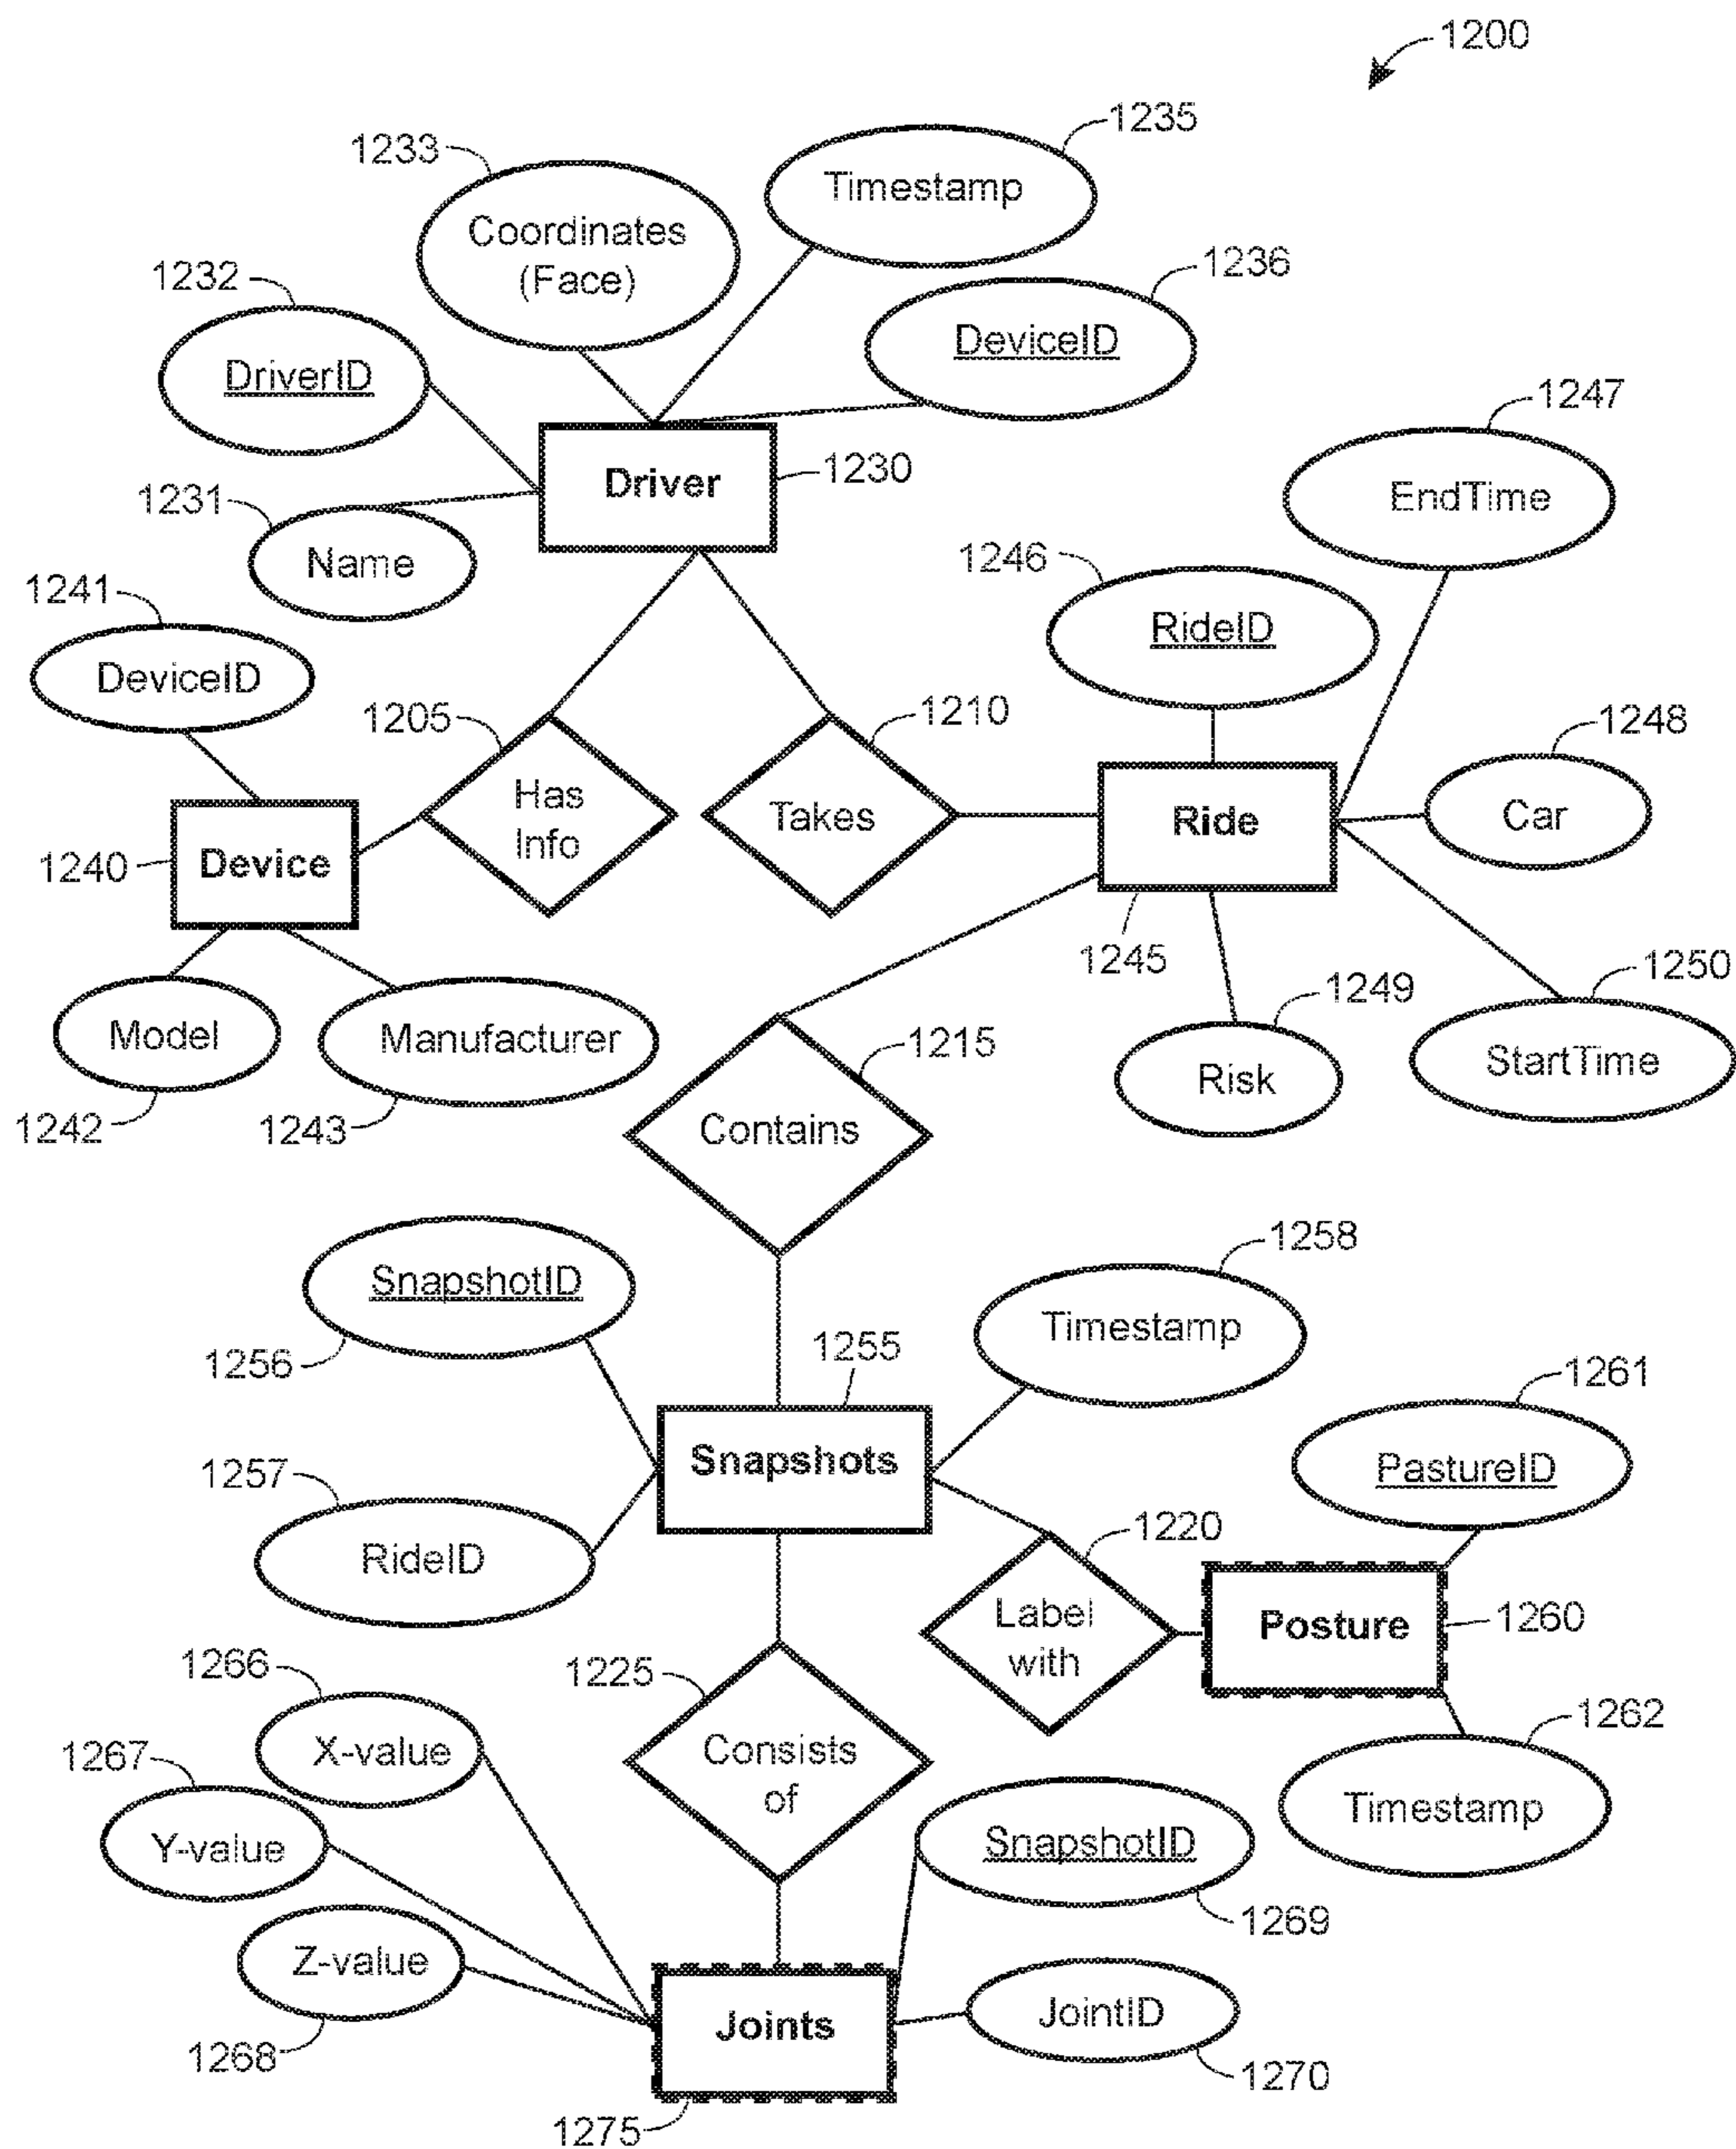 1200
1235
1233
Timestamp
Coordinates
(Face)
1236
1232
DeviceID
DriverID
1247
Driver
1230
EndTime
1231
1246
Name
1241
RideID
DeviceID
1205
1210
1248
Has
Info
Takes
Ride
Car
1240
Device
1245
1250
1249
Model
Manufacturer
1215
StartTime
Risk
1242
1243
Contains
1258
SnapshotID
Timestamp
1256
1255
1261
Snapshots
PastureID
1257
1220
RideID
Label
with
Posture
1260
1266
1225
1262
X-value
Consists
of
1267
Timestamp
Y-value
SnapshotID
1269
Z-value
JointID
Joints
1268
1270
1275